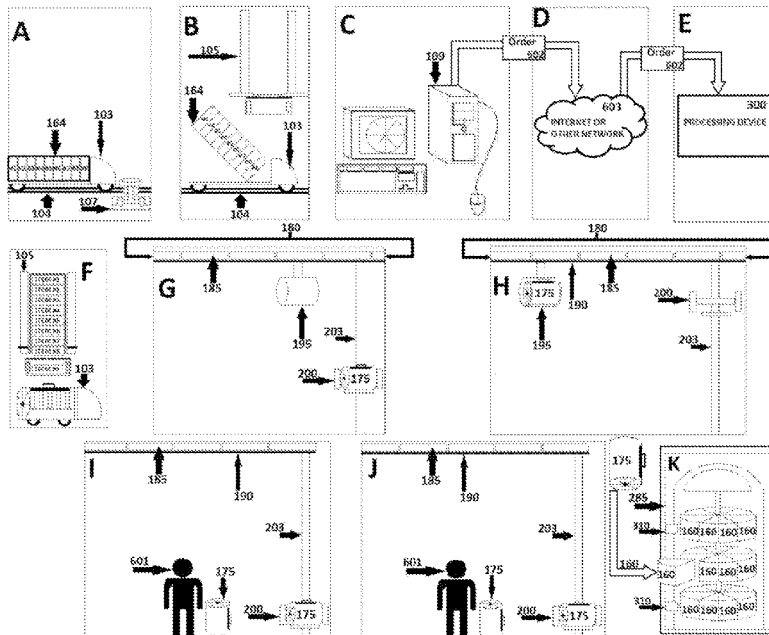 A
164
103
104
107
B
105
164
103
104
C
109
Order
602
D
603
INTERNET OR
OTHER NETWORK
Order
602
E
300
PROCESSING DEVICE
F
105
103
180
G
185
195
203
200
175
180
H
175
190
185
195
200
203
I
185
190
203
601
175
200
J
185
190
203
601
175
200
175
K
285
310
160 160 160 160
160
160
160
160
160
310
160 160 160 160